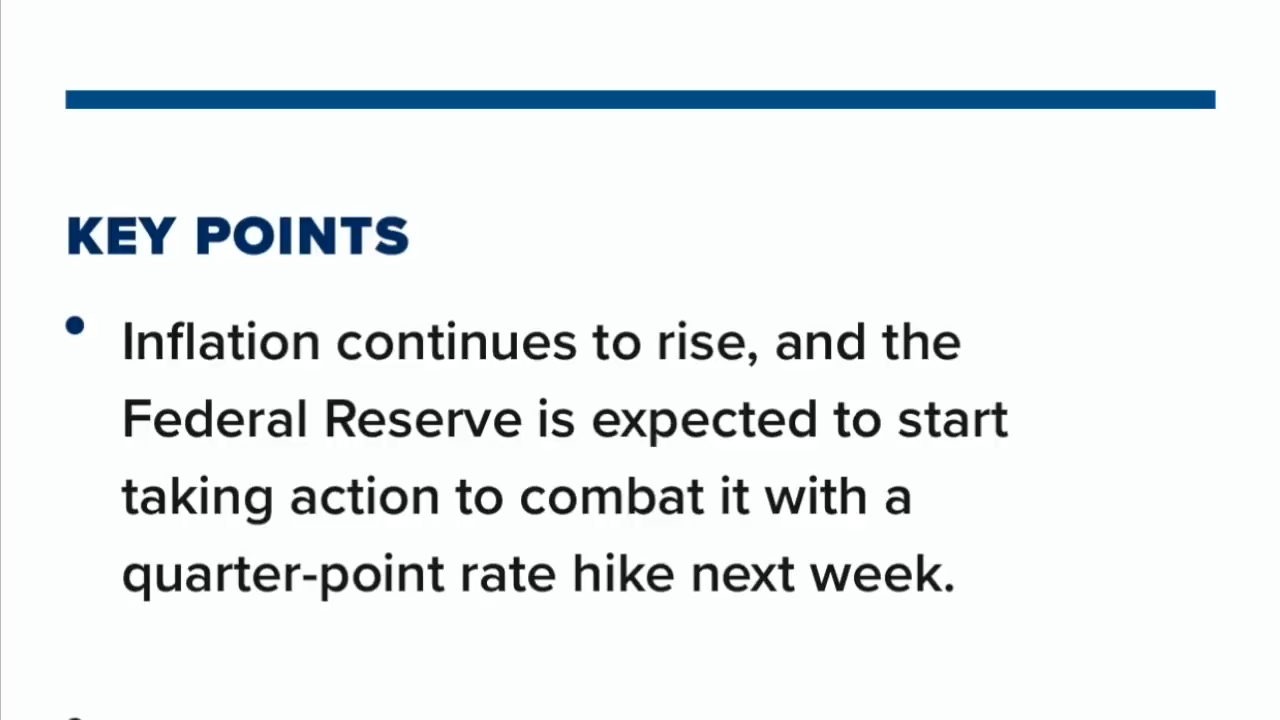 KEY POINTS
Inflation continues to rise, and the
Federal Reserve is expected to start
taking action to combat it with a
quarter-point rate hike next week.